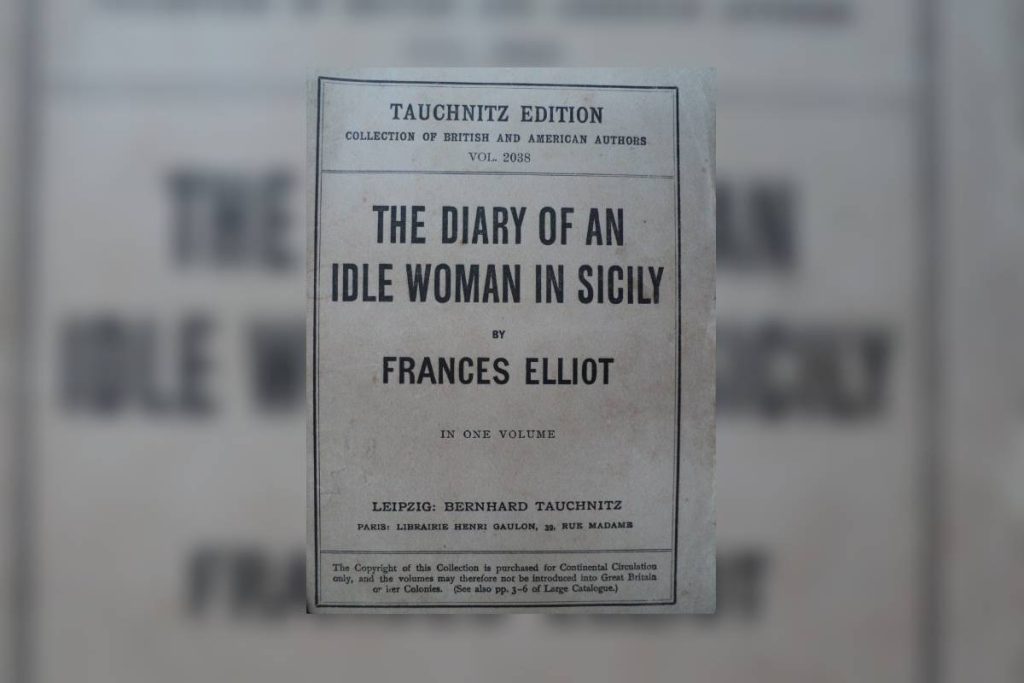 TAUCHNITZ EDITION
COLLECTION OF BRITISH AND AMERICAN AUTHORS
VOL. 2038
THE DIARY OF AN
IDLE WOMAN IN SICILY
BY
FRANCES ELLIOT
IN ONE VOLUME
LEIPZIG: BERNHARD TAUCHNITZ
PARIS: LIBRAIRIE HENRI GAULON, 39, RUE MADAME
The Copyright of this Collection is purchased for Continental Circulation
only, and the volumes may therefore not be introduced into Great Britain
or her Colonies. (See also pp. 3-6 of Large Catalogue.)